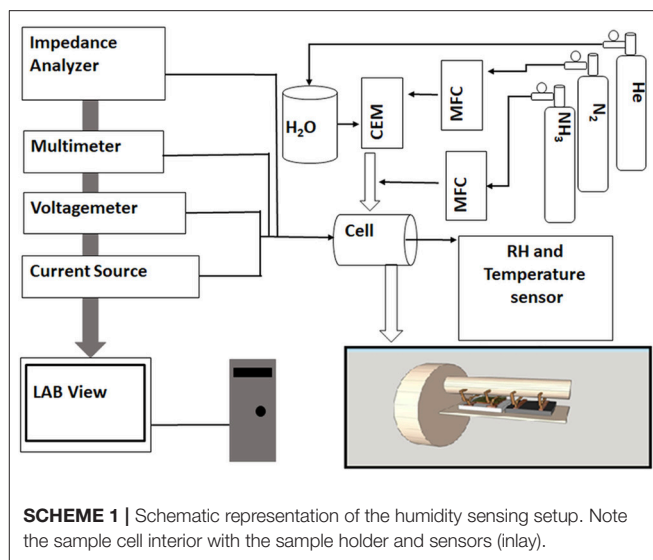 Impedance
Analyzer
Multimeter
Voltagemeter
Current Source
LAB View
H₂O
CEM
MFC
MFC
NH₃
N₂
He
Cell
RH and
Temperature
sensor
SCHEME 1 | Schematic representation of the humidity sensing setup. Note
the sample cell interior with the sample holder and sensors (inlay).